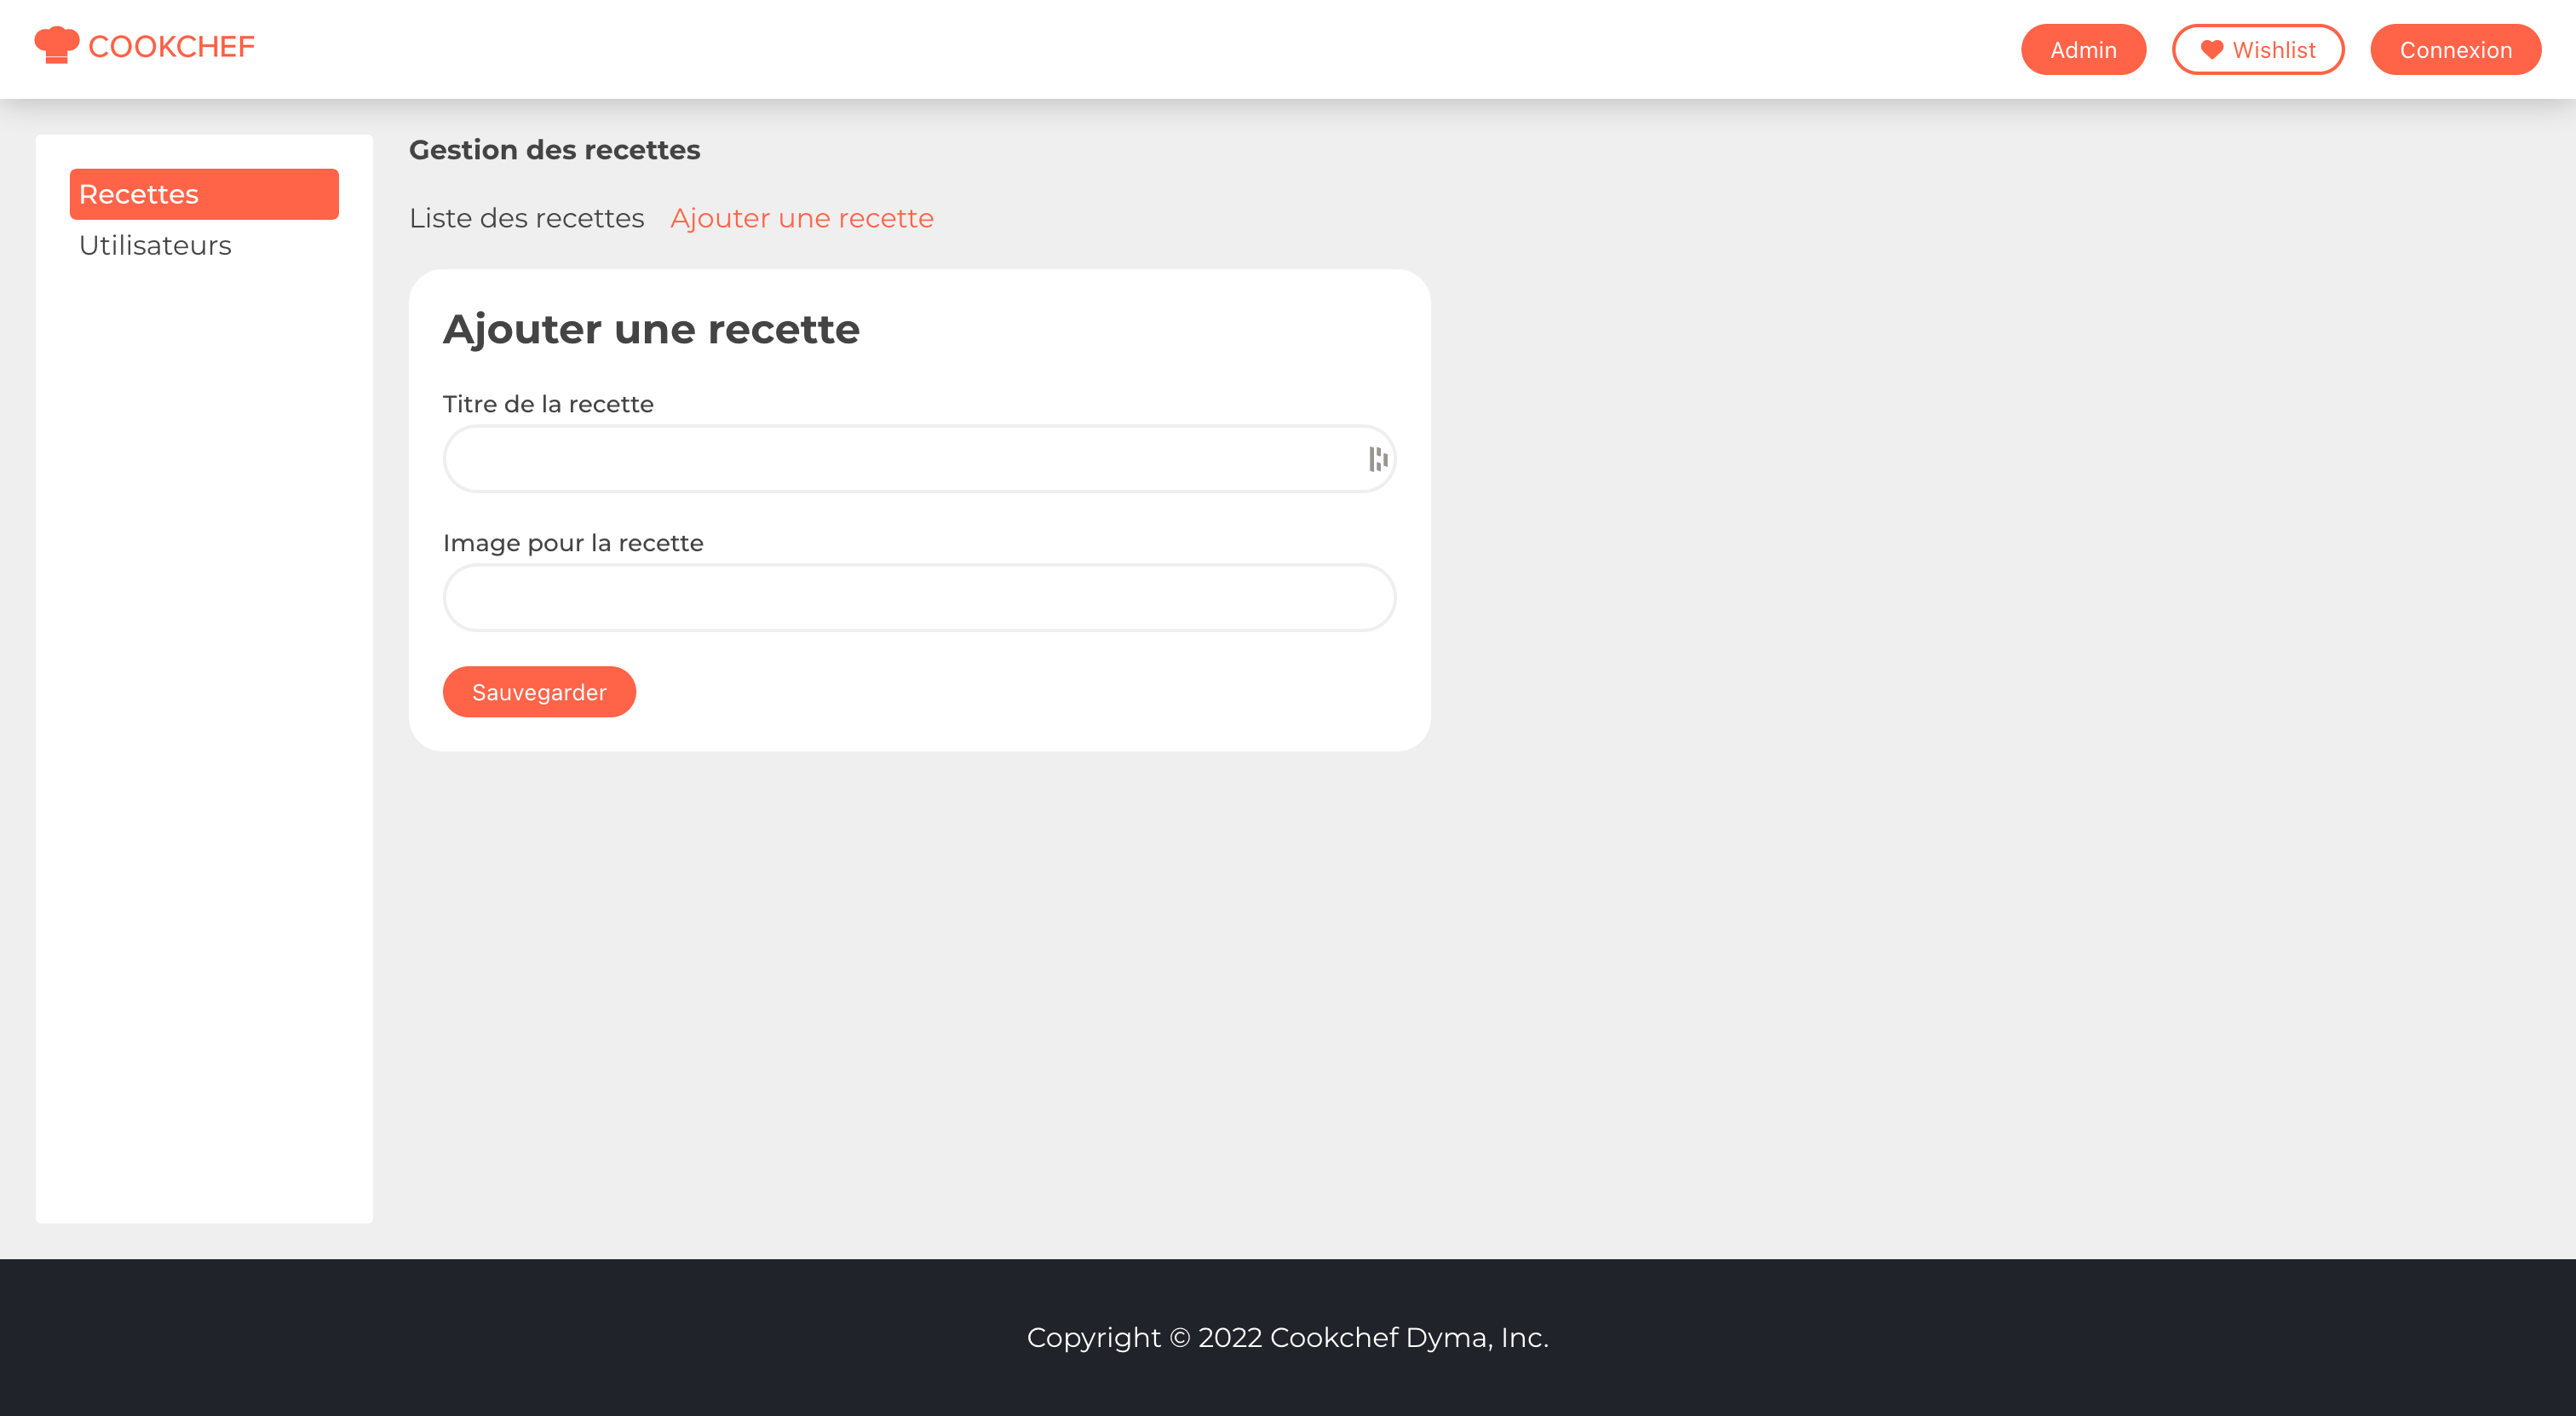 COOKCHEF
Admin
Wishlist
Connexion
Recettes
Utilisateurs
Gestion des recettes
Liste des recettes
Ajouter une recette
Ajouter une recette
Titre de la recette
Image pour la recette
Sauvegarder
Copyright © 2022 Cookchef Dyma, Inc.